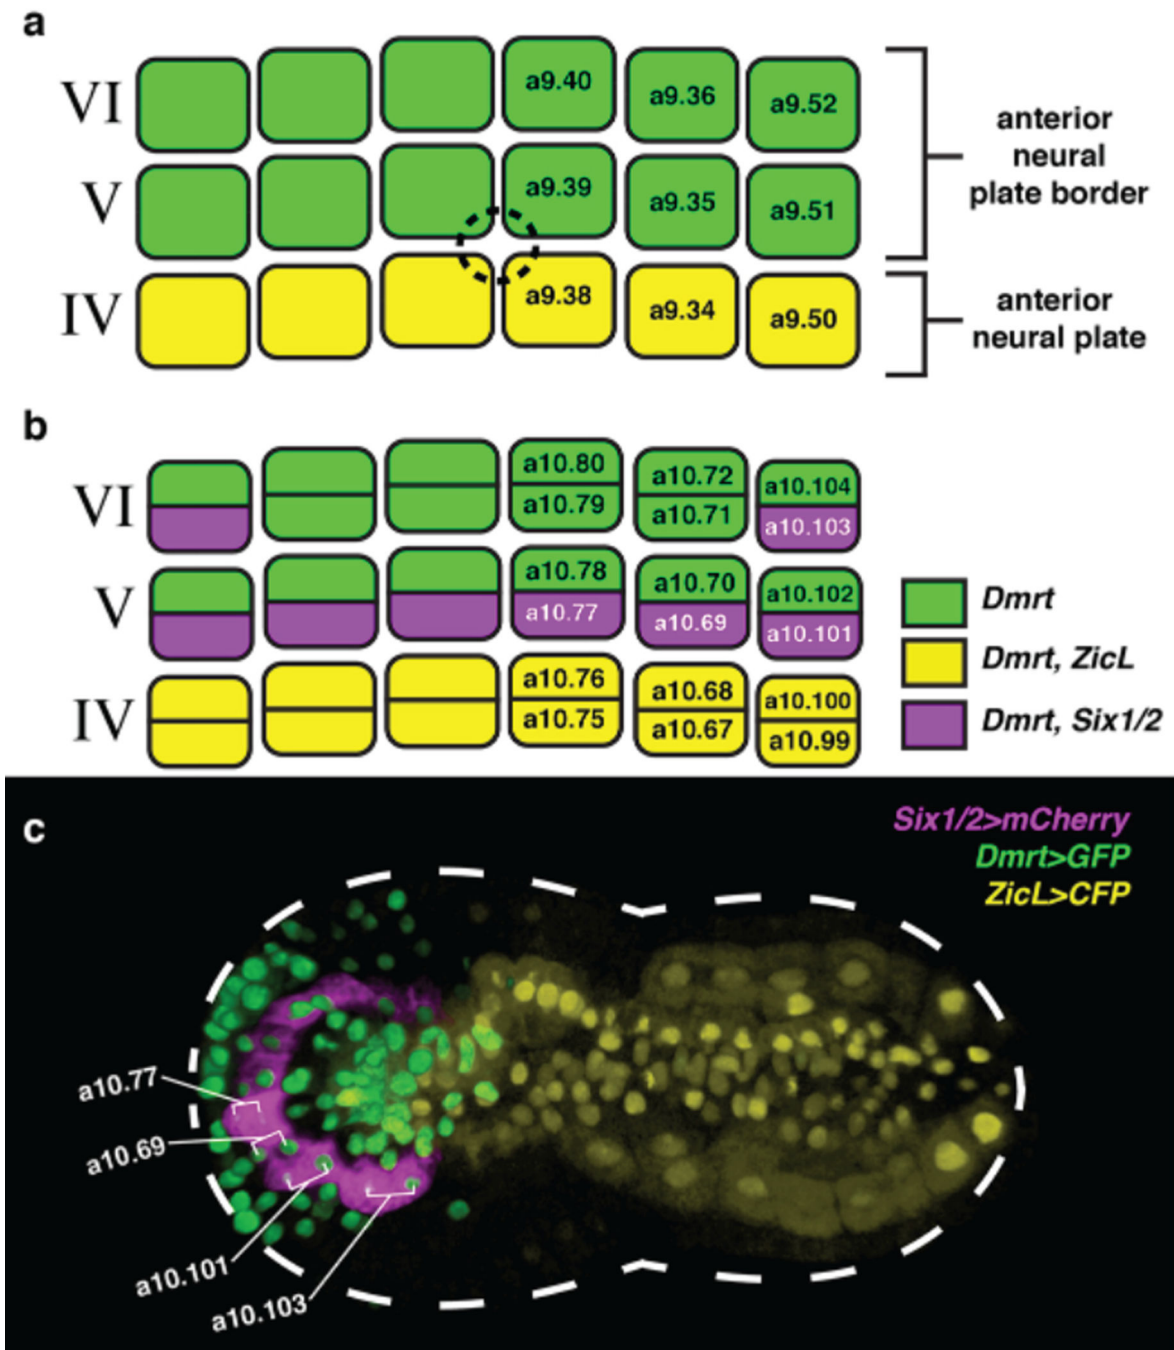 a
VI
a9.40
a9.36
a9.52
anterior
neural
plate border
V
a9.39
a9.35
a9.51
IV
a9.38
a9.34
a9.50
anterior
neural plate
b
VI
a10.80
a10.72
a10.104
a10.79
a10.71
a10.103
V
a10.78
a10.70
a10.102
a10.77
a10.69
a10.101
IV
a10.76
a10.68
a10.100
a10.75
a10.67
a10.99
Dmrt
Dmrt, ZicL
Dmrt, Six1/2
c
Six1/2>mCherry
Dmrt>GFP
ZicL>CFP
a10.77
a10.69
a10.101
a10.103